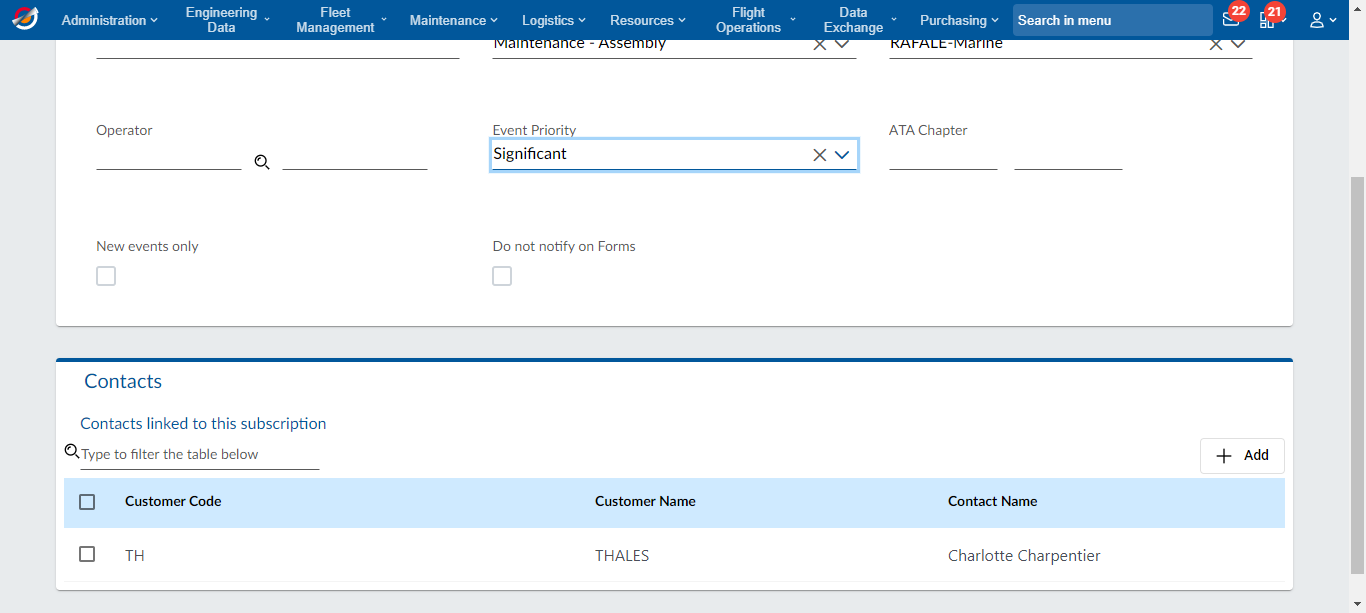 Administration
Engineering
Data
Fleet
Management
Maintenance
Logistics
Resources
Flight
Operations
Data
Exchange
Purchasing
Search in menu
22
21
Maintenance - Assembly
RAFALE-Marine
Operator
Event Priority
ATA Chapter
Significant
New events only
Do not notify on Forms
Contacts
Contacts linked to this subscription
Type to filter the table below
Add
Customer Code Customer Name Contact Name
TH THALES Charlotte Charpentier